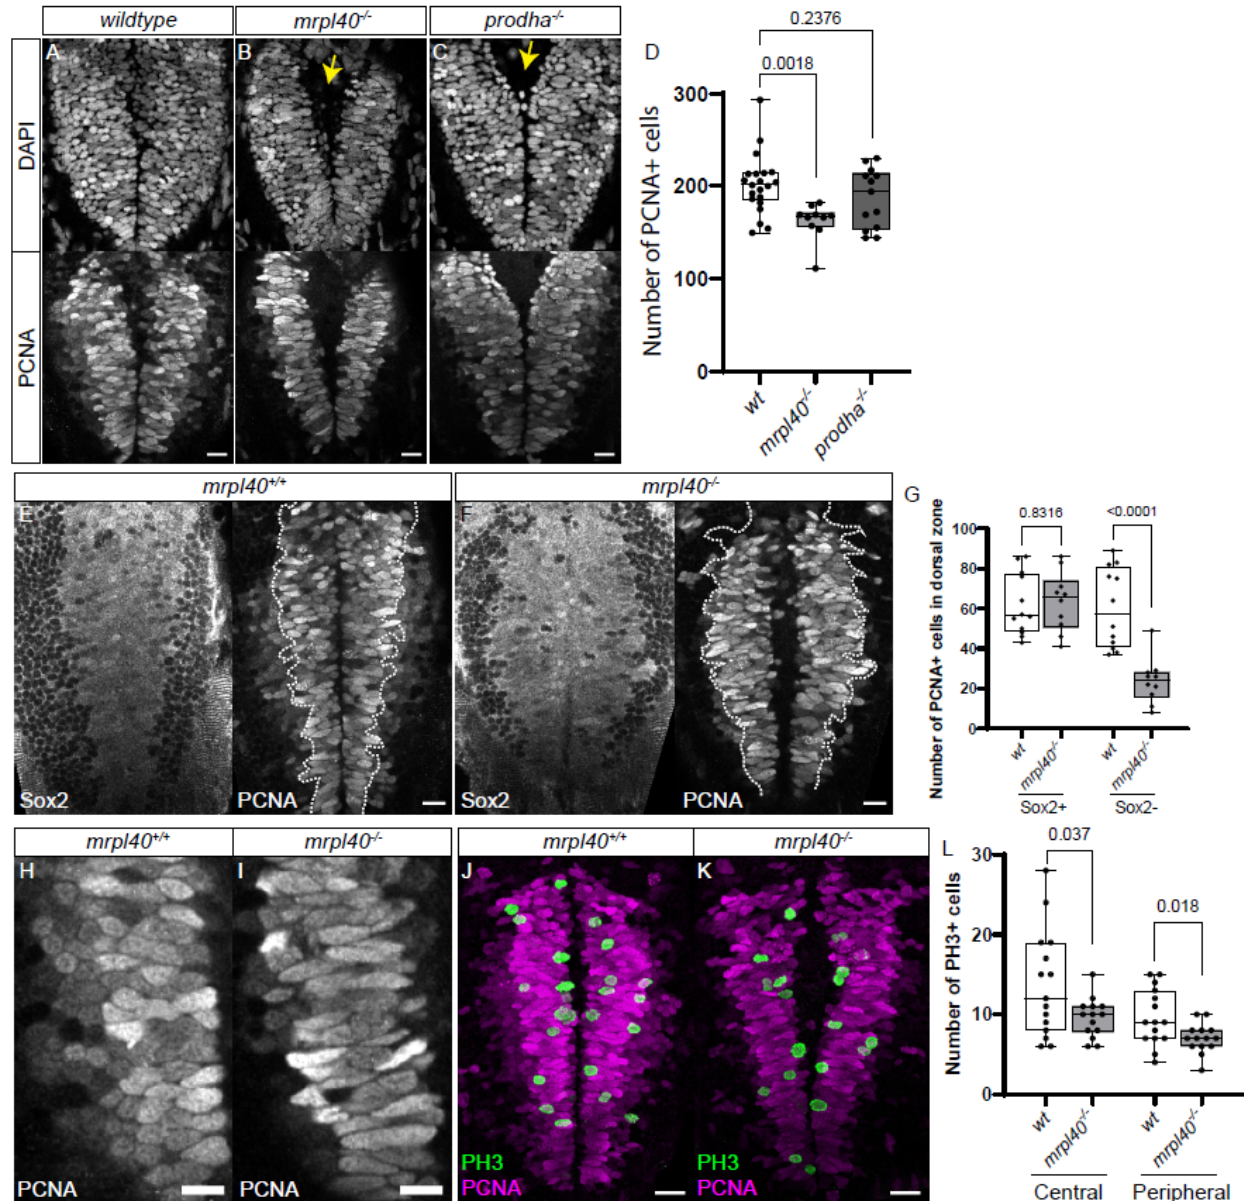 wildtype
mrpl40-/-
prodha-/-
DAPI
PCNA
A
B
C
D
0.2376
0.0018
Number of PCNA+ cells
300
200
100
0
wt
mrpl40-/-
prodha-/-
mrpl40+/+
mrpl40-/-
E
Sox2
PCNA
F
Sox2
PCNA
G
0.8316
<0.0001
Number of PCNA+ cells in dorsal zone
100
80
60
40
20
0
wt
mrpl40-/-
wt
mrpl40-/-
Sox2+
Sox2-
mrpl40+/+
mrpl40-/-
mrpl40+/+
mrpl40-/-
H
PCNA
I
PCNA
J
PH3
PCNA
K
PH3
PCNA
L
0.037
0.018
Number of PH3+ cells
30
20
10
0
wt
mrpl40-/-
wt
mrpl40-/-
Central
Peripheral